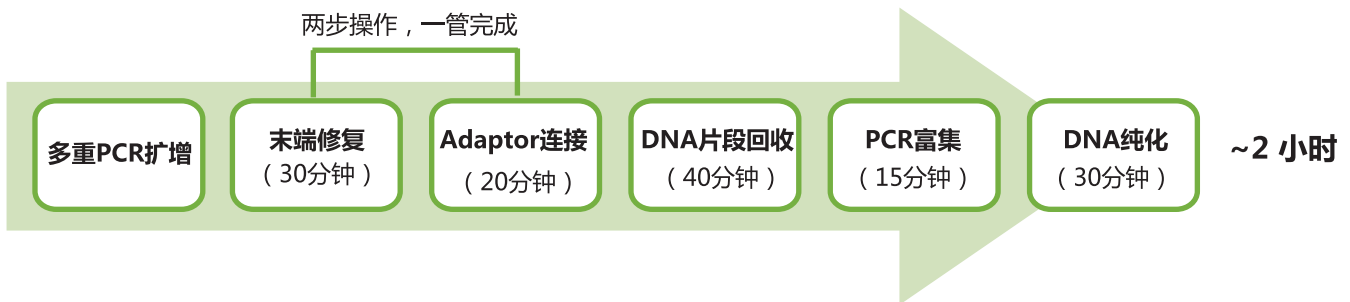 两步操作，一管完成
多重PCR扩增
末端修复
（30分钟）
Adaptor连接
（20分钟）
DNA片段回收
（40分钟）
PCR富集
（15分钟）
DNA纯化
（30分钟）
~2 小时